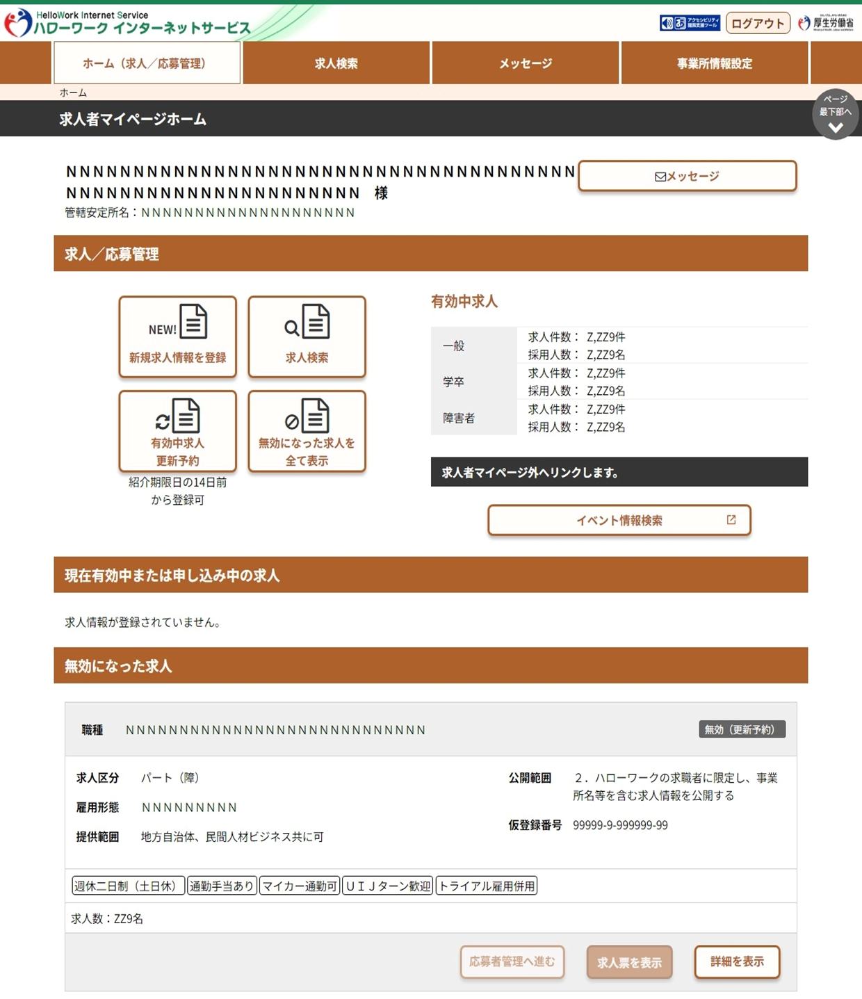 HelloWork Internet Service
ハローワーク インターネットサービス
アクセシビリティ
閲覧支援ツール
ログアウト
厚生労働省
ホーム（求人／応募管理）
求人検索
メッセージ
事業所情報設定
ホーム
求人者マイページホーム
ページ
最下部へ
ＮＮＮＮＮＮＮＮＮＮＮＮＮＮＮＮＮＮＮＮＮＮＮＮＮＮＮＮＮＮＮＮＮＮＮＮＮＮ
ＮＮＮＮＮＮＮＮＮＮＮＮＮＮＮＮＮＮＮＮＮＮ　様
メッセージ
管轄安定所名：ＮＮＮＮＮＮＮＮＮＮＮＮＮＮＮＮＮＮＮＮ
求人／応募管理
NEW!
新規求人情報を登録
求人検索
有効中求人
更新予約
無効になった求人を
全て表示
紹介期限日の14日前
から登録可
有効中求人
一般
求人件数： Z,ZZ9件
採用人数： Z,ZZ9名
学卒
求人件数： Z,ZZ9件
採用人数： Z,ZZ9名
障害者
求人件数： Z,ZZ9件
採用人数： Z,ZZ9名
求人者マイページ外へリンクします。
イベント情報検索
現在有効中または申し込み中の求人
求人情報が登録されていません。
無効になった求人
職種 ＮＮＮＮＮＮＮＮＮＮＮＮＮＮＮＮＮＮＮＮＮＮＮＮＮＮＮＮ
無効（更新予約）
求人区分 パート（障）
雇用形態 ＮＮＮＮＮＮＮＮＮ
提供範囲 地方自治体、民間人材ビジネス共に可
公開範囲 ２．ハローワークの求職者に限定し、事業
所名等を含む求人情報を公開する
仮登録番号 99999-9-999999-99
週休二日制（土日休） 通勤手当あり マイカー通勤可 ＵＩＪターン歓迎 トライアル雇用併用
求人数：ZZ9名
応募者管理へ進む 求人票を表示 詳細を表示